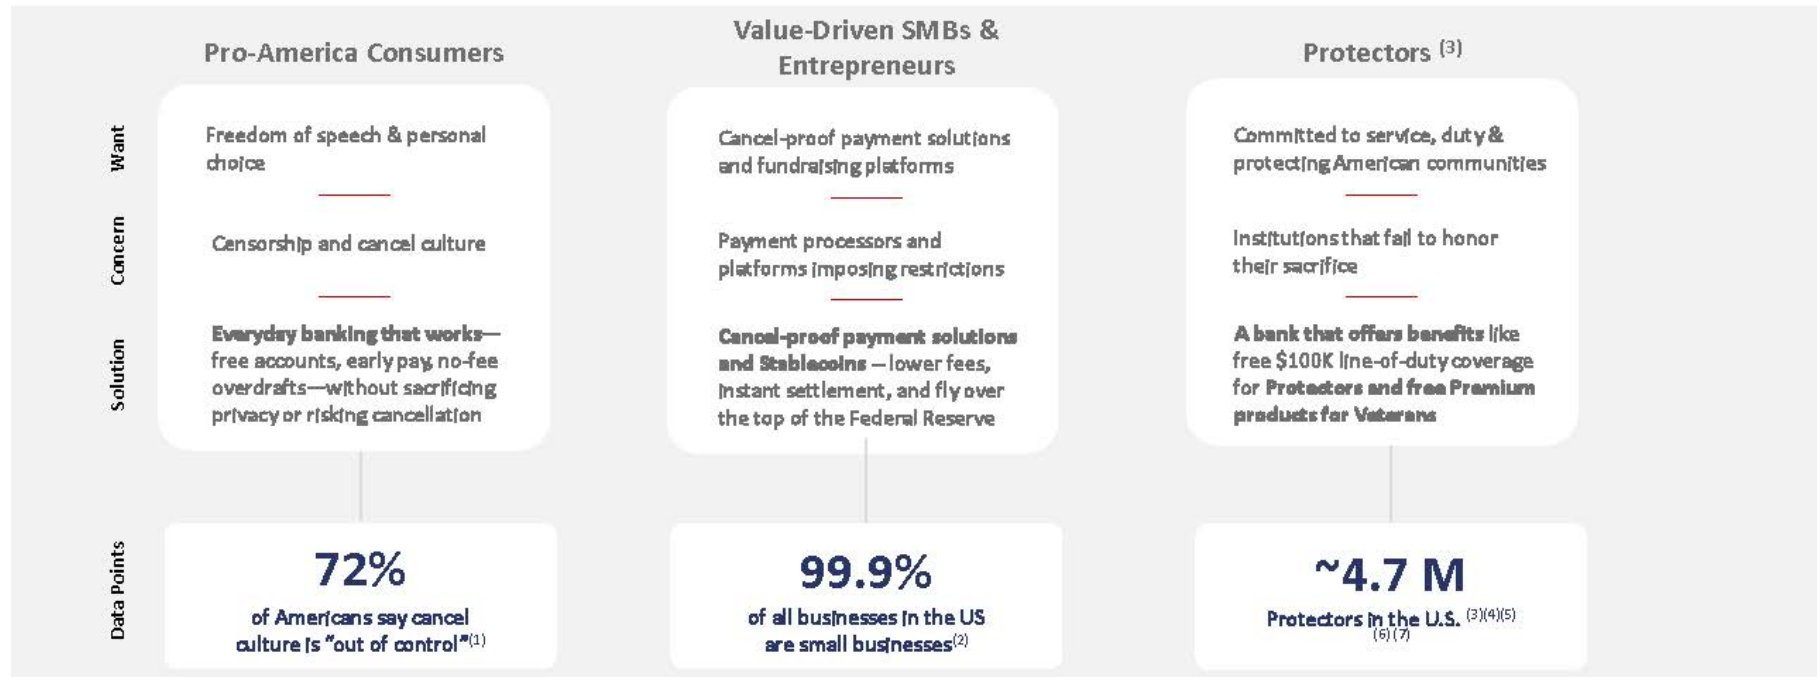 Pro-America Consumers
Value-Driven SMBs &
Entrepreneurs
Protectors (3)
Want
Freedom of speech & personal
choice
Cancel-proof payment solutions
and fundraising platforms
Committed to service, duty &
protecting American communities
Concern
Censorship and cancel culture
Payment processors and
platforms imposing restrictions
Institutions that fail to honor
their sacrifice
Solution
Everyday banking that works—
free accounts, early pay, no-fee
overdrafts—without sacrificing
privacy or risking cancellation
Cancel-proof payment solutions
and Stablecoins – lower fees,
instant settlement, and fly over
the top of the Federal Reserve
A bank that offers benefits like
free $100K line-of-duty coverage
for Protectors and free Premium
products for Veterans
Data Points
72%
of Americans say cancel
culture is "out of control"(1)
99.9%
of all businesses in the US
are small businesses(2)
~4.7 M
Protectors in the U.S. (3)(4)(5)
(6)(7)